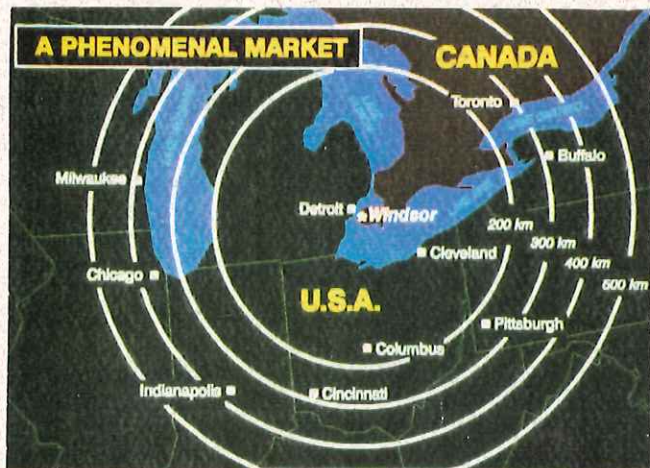 A PHENOMENAL MARKET
CANADA
Toronto
Buffalo
Milwaukee
Detroit
Windsor
200 km
300 km
400 km
500 km
Cleveland
Chicago
U.S.A.
Pittsburgh
Columbus
Indianapolis
Cincinnati